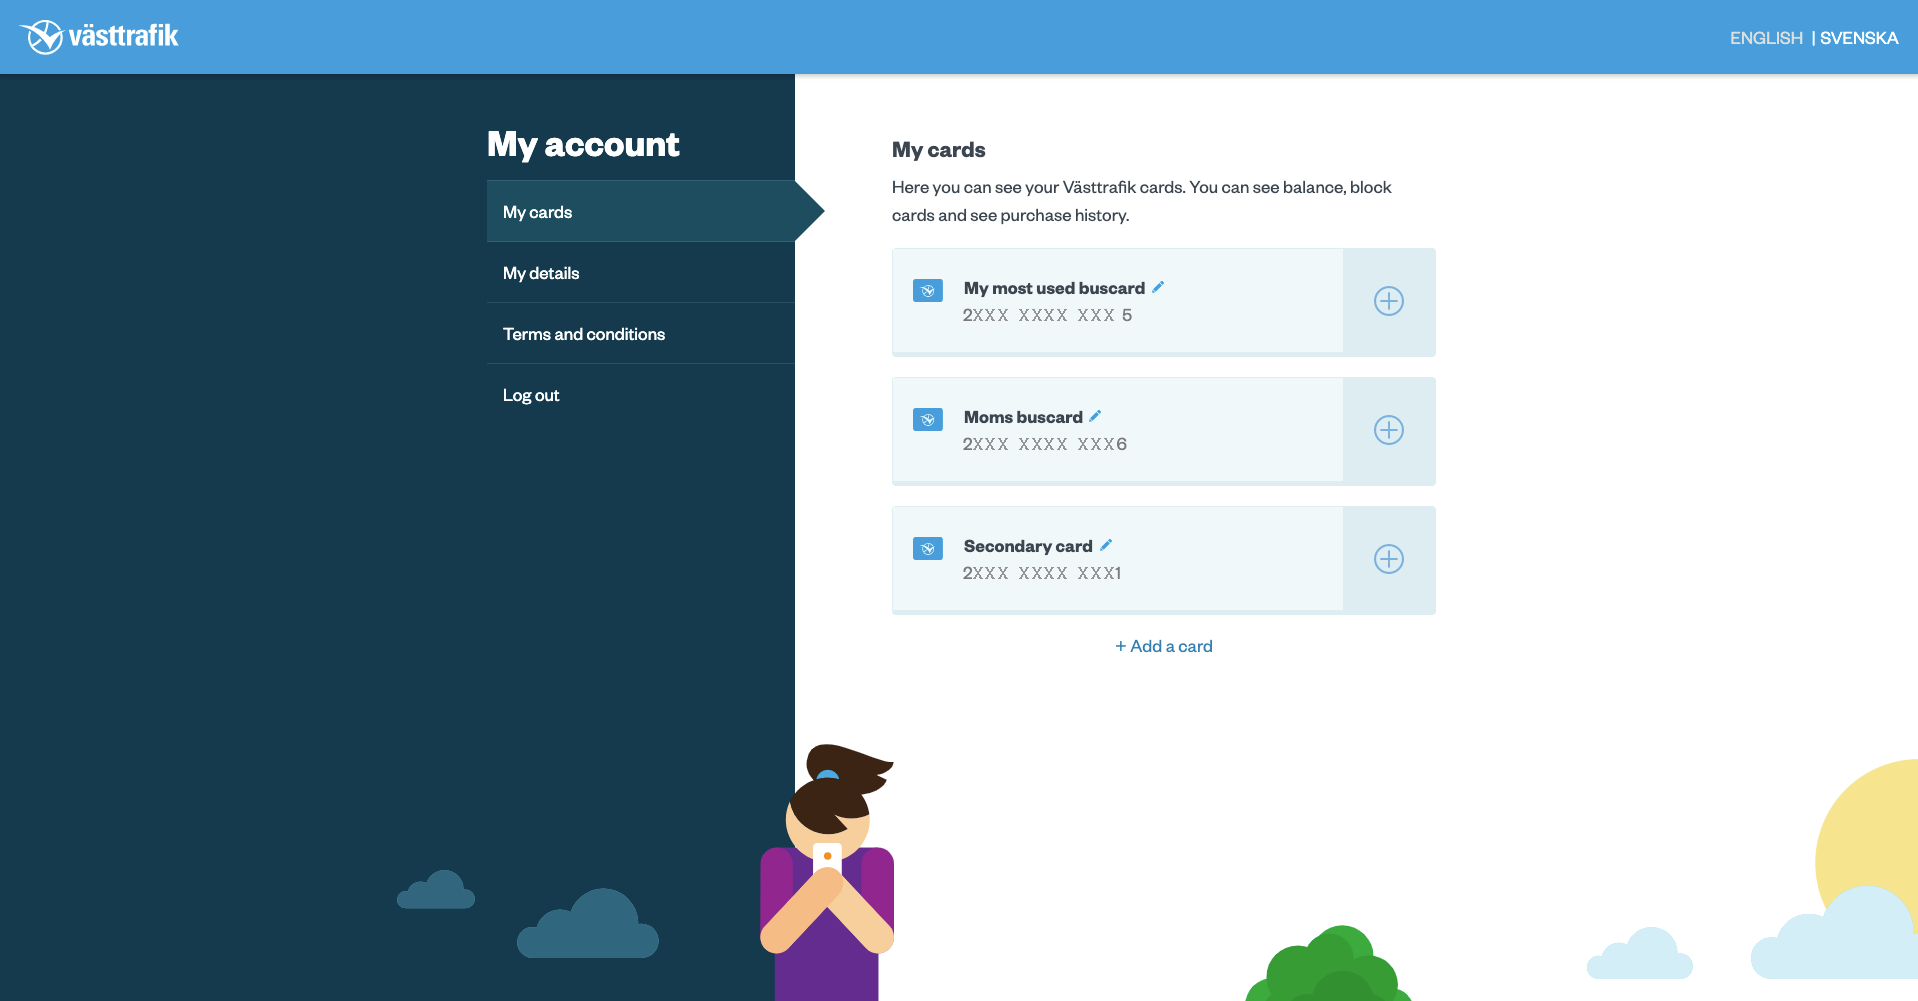 västtrafik
ENGLISH | SVENSKA
My account
My cards
My details
Terms and conditions
Log out
My cards
Here you can see your Västtrafik cards. You can see balance, block
cards and see purchase history.
My most used buscard
2XXX XXXX XXX 5
Moms buscard
2XXX XXXX XXX6
Secondary card
2XXX XXXX XXX1
+ Add a card